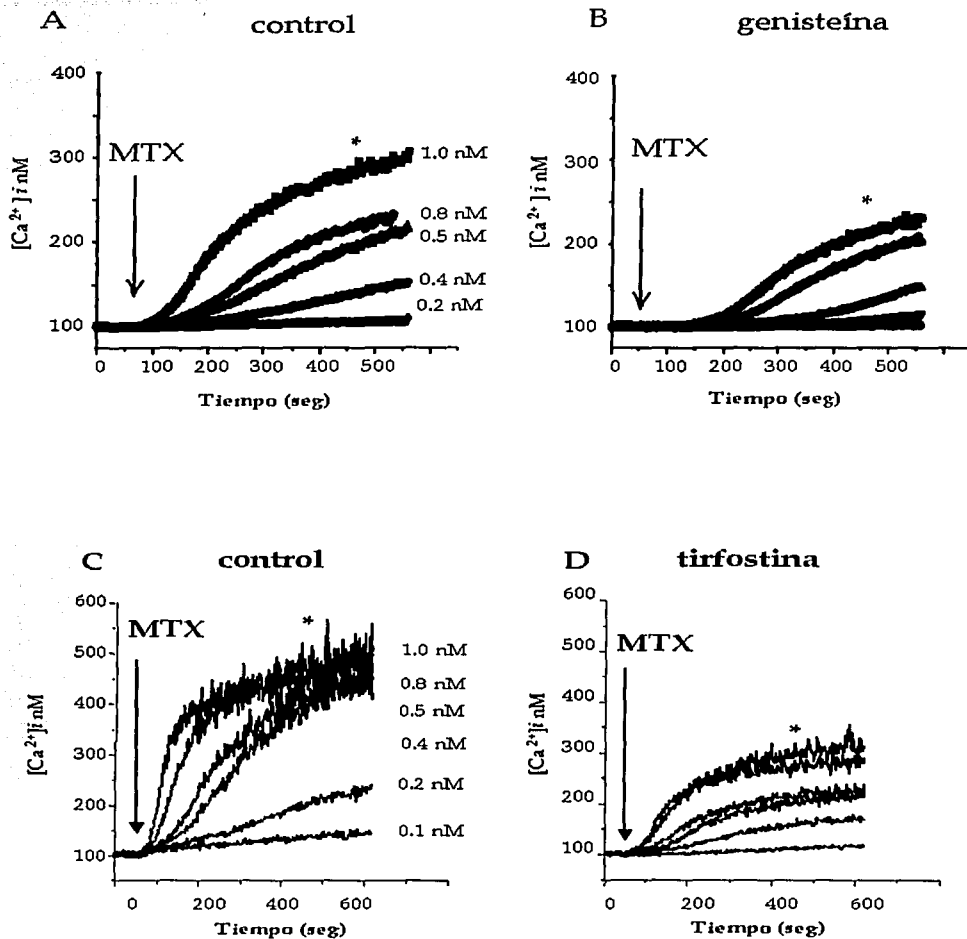 A
control
400
300
200
100
[Ca²⁺]i nM
MTX
*
1.0 nM
0.8 nM
0.5 nM
0.4 nM
0.2 nM
0 100 200 300 400 500
Tiempo (seg)
B
genisteína
400
300
200
100
[Ca²⁺]i nM
MTX
*
0 100 200 300 400 500
Tiempo (seg)
C
control
600
500
400
300
200
100
[Ca²⁺]i nM
MTX
*
1.0 nM
0.8 nM
0.5 nM
0.4 nM
0.2 nM
0.1 nM
0 200 400 600
Tiempo (seg)
D
tirfostina
600
500
400
300
200
100
[Ca²⁺]i nM
MTX
*
0 200 400 600
Tiempo (seg)